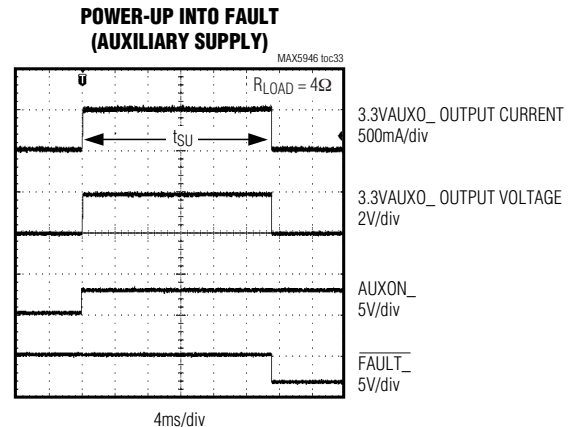 POWER-UP INTO FAULT
(AUXILIARY SUPPLY)
MAX5946 toc33
RLOAD = 4Ω
3.3VAUXO_ OUTPUT CURRENT
500mA/div
tSU
3.3VAUXO_ OUTPUT VOLTAGE
2V/div
AUXON_
5V/div
FAULT_
5V/div
4ms/div